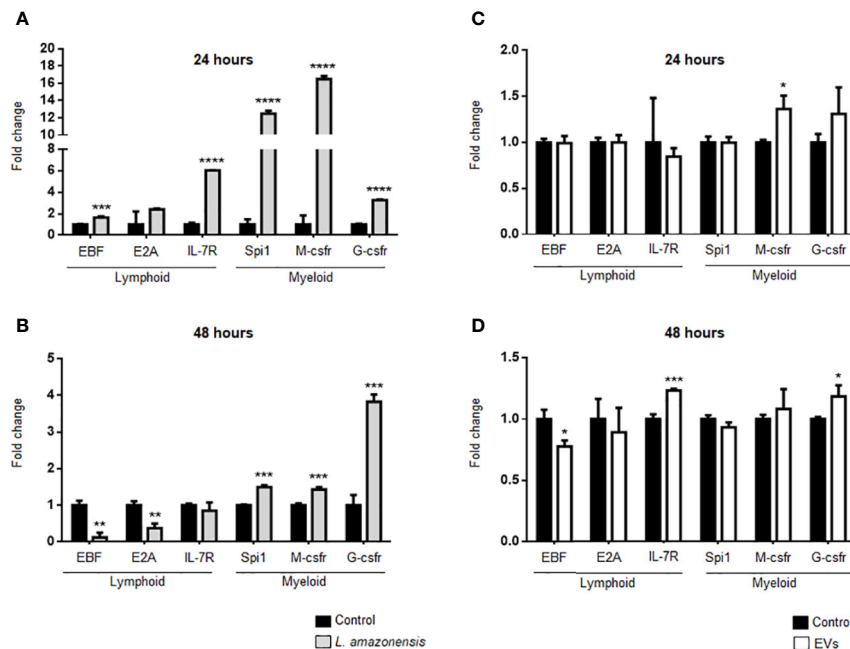 A
24 hours
Fold change
20
18
16
14
12
10
8
6
4
2
0
***
****
****
****
****
EBF E2A IL-7R Spi1 M-csfr G-csfr
Lymphoid Myeloid
B
48 hours
Fold change
5
4
3
2
1
0
**
**
***
***
***
EBF E2A IL-7R Spi1 M-csfr G-csfr
Lymphoid Myeloid
Control
L. amazonensis
C
24 hours
Fold change
2.0
1.5
1.0
0.5
0.0
*
EBF E2A IL-7R Spi1 M-csfr G-csfr
Lymphoid Myeloid
D
48 hours
Fold change
1.5
1.0
0.5
0.0
*
***
*
EBF E2A IL-7R Spi1 M-csfr G-csfr
Lymphoid Myeloid
Control
EVs